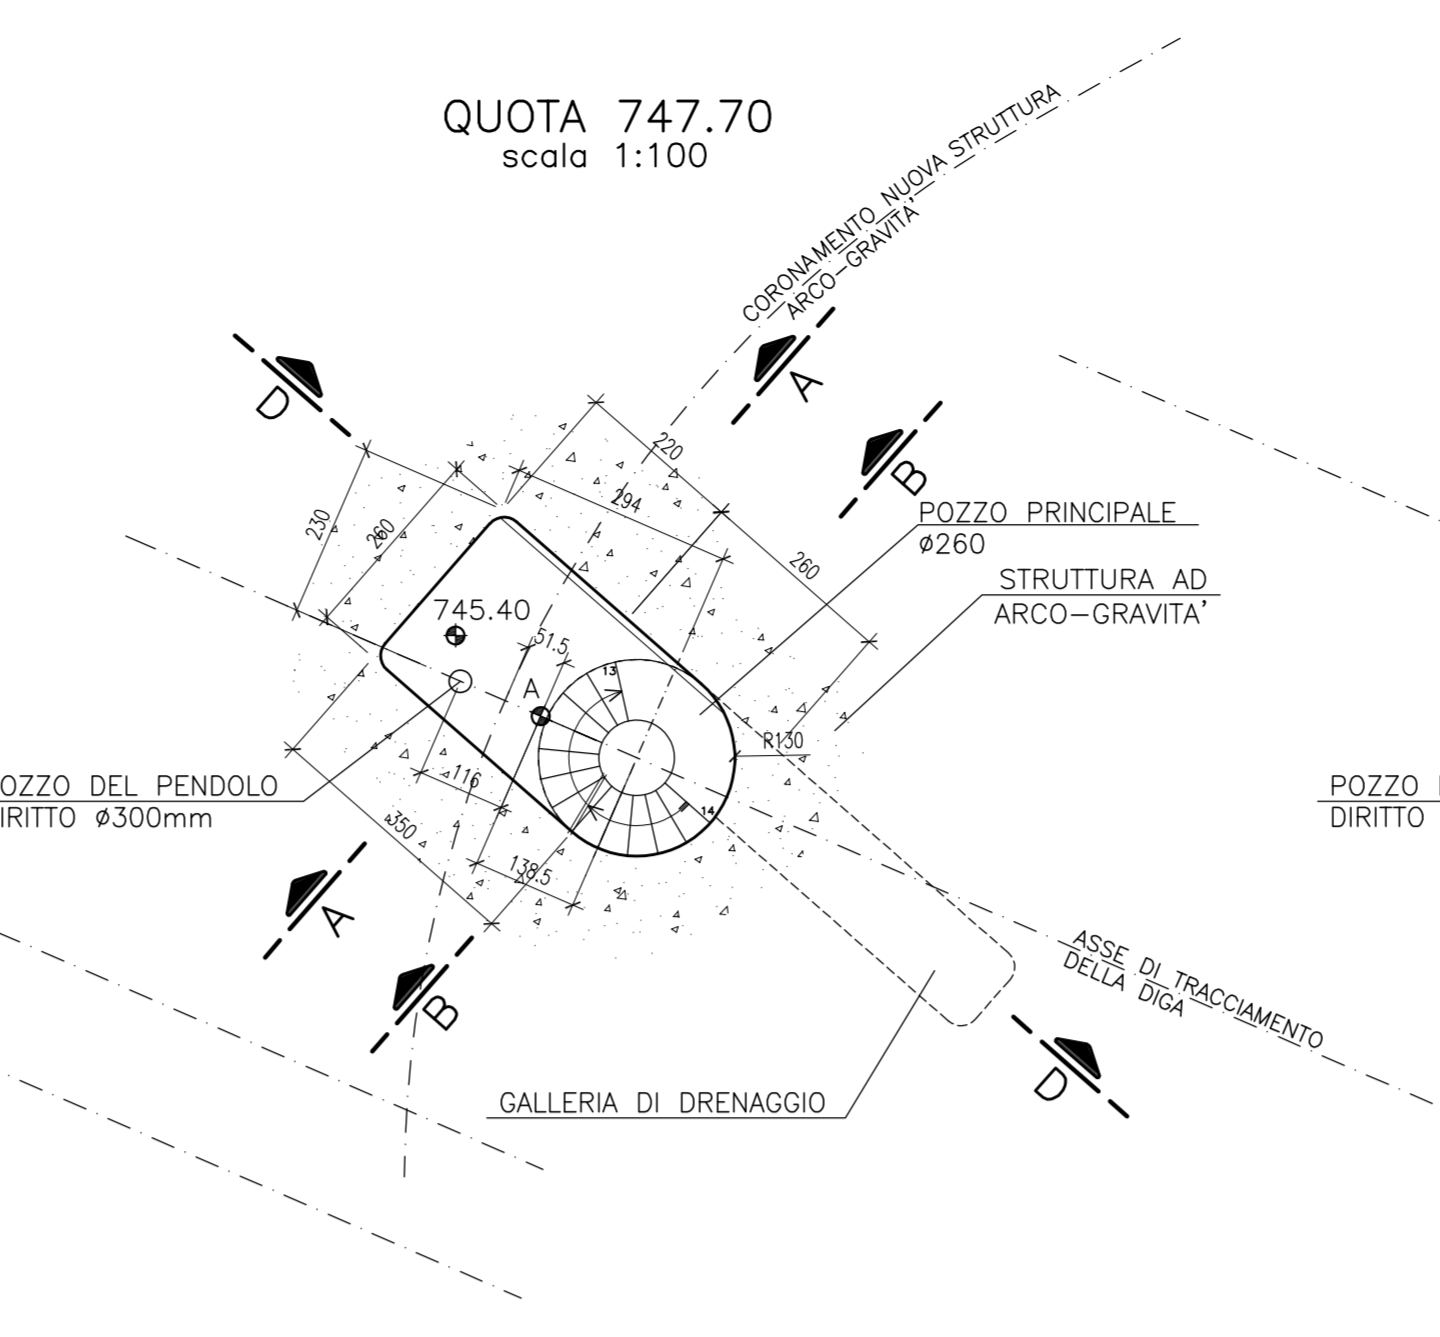 QUOTA 747.70
scala 1:100
CORONAMENTO NUOVA STRUTTURA
ARCO-GRAVITA'
D
A
B
220
294
260
230
260
POZZO PRINCIPALE
ø260
STRUTTURA AD
ARCO-GRAVITA'
745.40
51.5
A
13
R130
14
116
350
138.5
OZZO DEL PENDOLO
IRITTO ø300mm
POZZO
DIRITTO
A
B
ASSE DI TRACCIAMENTO
DELLA DIGA
D
GALLERIA DI DRENAGGIO